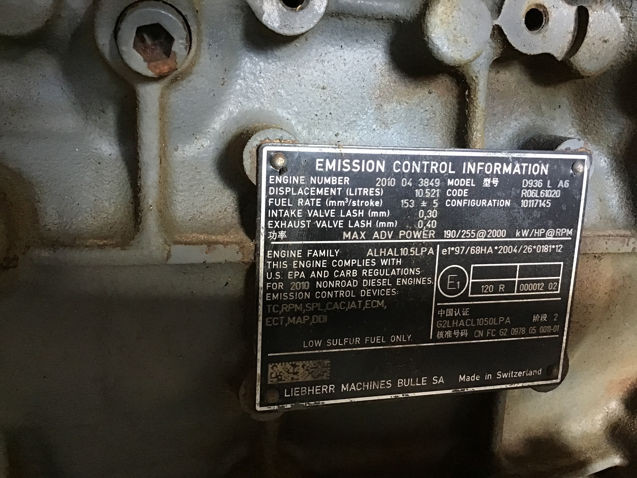 EMISSION CONTROL INFORMATION
ENGINE NUMBER 2010 04 3849 MODEL 型号 D936 L A6
DISPLACEMENT (LITRES) 10.521 CODE R06L61020
FUEL RATE (mm³/stroke) 153 ± 5 CONFIGURATION 10117145
INTAKE VALVE LASH (mm) 0,30
EXHAUST VALVE LASH (mm) 0,40
功率 MAX ADV POWER 190/255@2000 kW/HP@RPM
ENGINE FAMILY ALHAL10.5LPA
THIS ENGINE COMPLIES WITH
U.S. EPA AND CARB REGULATIONS
FOR 2010 NONROAD DIESEL ENGINES.
EMISSION CONTROL DEVICES:
TC,RPM,SPL,CAC,IAT,ECM,
ECT,MAP,DDI
LOW SULFUR FUEL ONLY.
e1*97/68HA*2004/26*0181*12
E1
120 R 000012 02
中国认证 阶段 2
G2LHACL1050LPA
核准号码 CN FC G2 0978 05 0011-01
LIEBHERR MACHINES BULLE SA Made in Switzerland